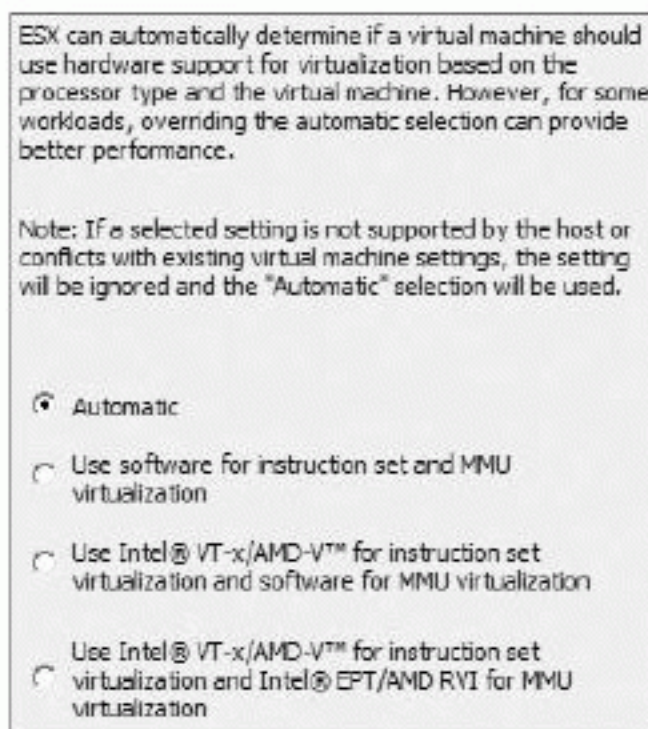 ESX can automatically determine if a virtual machine should
use hardware support for virtualization based on the
processor type and the virtual machine. However, for some
workloads, overriding the automatic selection can provide
better performance.
Note: If a selected setting is not supported by the host or
conflicts with existing virtual machine settings, the setting
will be ignored and the "Automatic" selection will be used.
Automatic
Use software for instruction set and MMU
virtualization
Use Intel® VT-x/AMD-V™ for instruction set
virtualization and software for MMU virtualization
Use Intel® VT-x/AMD-V™ for instruction set
virtualization and Intel® EPT/AMD RVI for MMU
virtualization